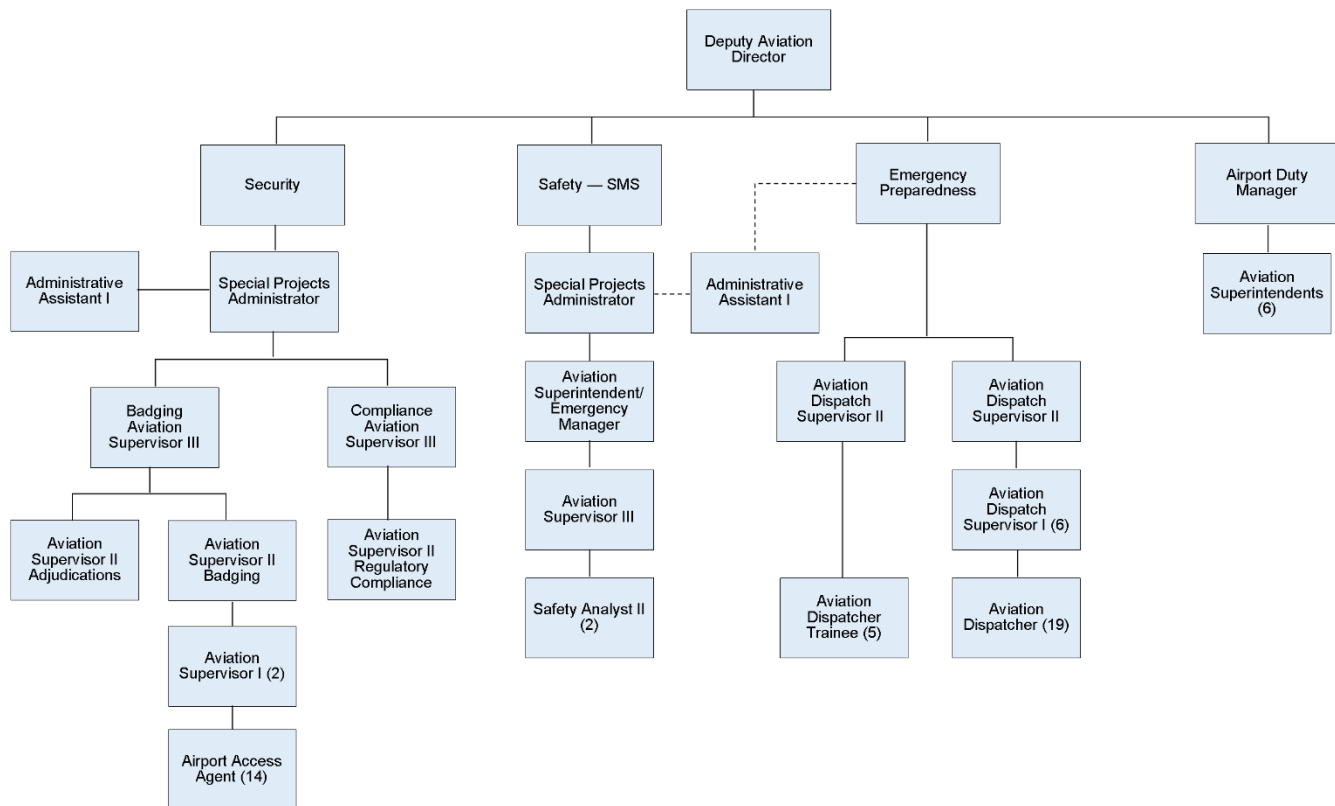 Deputy Aviation
Director
Security
Safety — SMS
Emergency
Preparedness
Airport Duty
Manager
Administrative
Assistant I
Special Projects
Administrator
Special Projects
Administrator
Administrative
Assistant I
Aviation
Superintendents
(6)
Badging
Aviation
Supervisor III
Compliance
Aviation
Supervisor III
Aviation
Superintendent/
Emergency
Manager
Aviation
Dispatch
Supervisor II
Aviation
Dispatch
Supervisor II
Aviation
Supervisor II
Adjudications
Aviation
Supervisor II
Badging
Aviation
Supervisor II
Regulatory
Compliance
Aviation
Supervisor III
Aviation
Dispatch
Supervisor I (6)
Aviation
Supervisor I (2)
Safety Analyst II
(2)
Aviation
Dispatcher
Trainee (5)
Aviation
Dispatcher (19)
Airport Access
Agent (14)